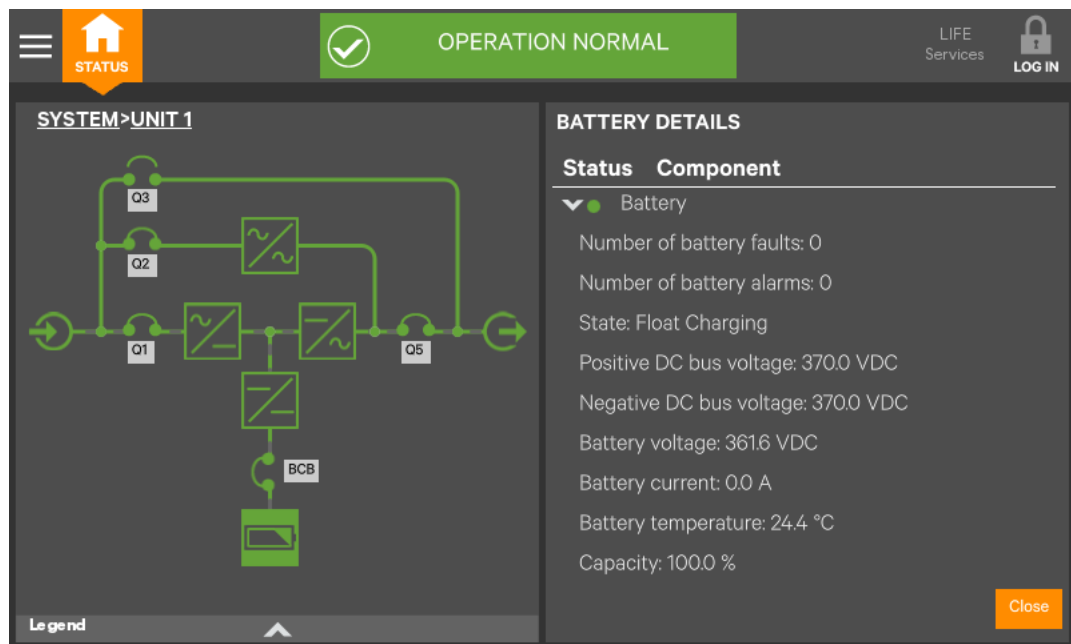 STATUS
OPERATION NORMAL
LIFE
Services
LOG IN
SYSTEM>UNIT 1
Q3
Q2
Q1
Q5
BCB
Legend
BATTERY DETAILS
Status Component
Battery
Number of battery faults: 0
Number of battery alarms: 0
State: Float Charging
Positive DC bus voltage: 370.0 VDC
Negative DC bus voltage: 370.0 VDC
Battery voltage: 361.6 VDC
Battery current: 0.0 A
Battery temperature: 24.4 °C
Capacity: 100.0 %
Close